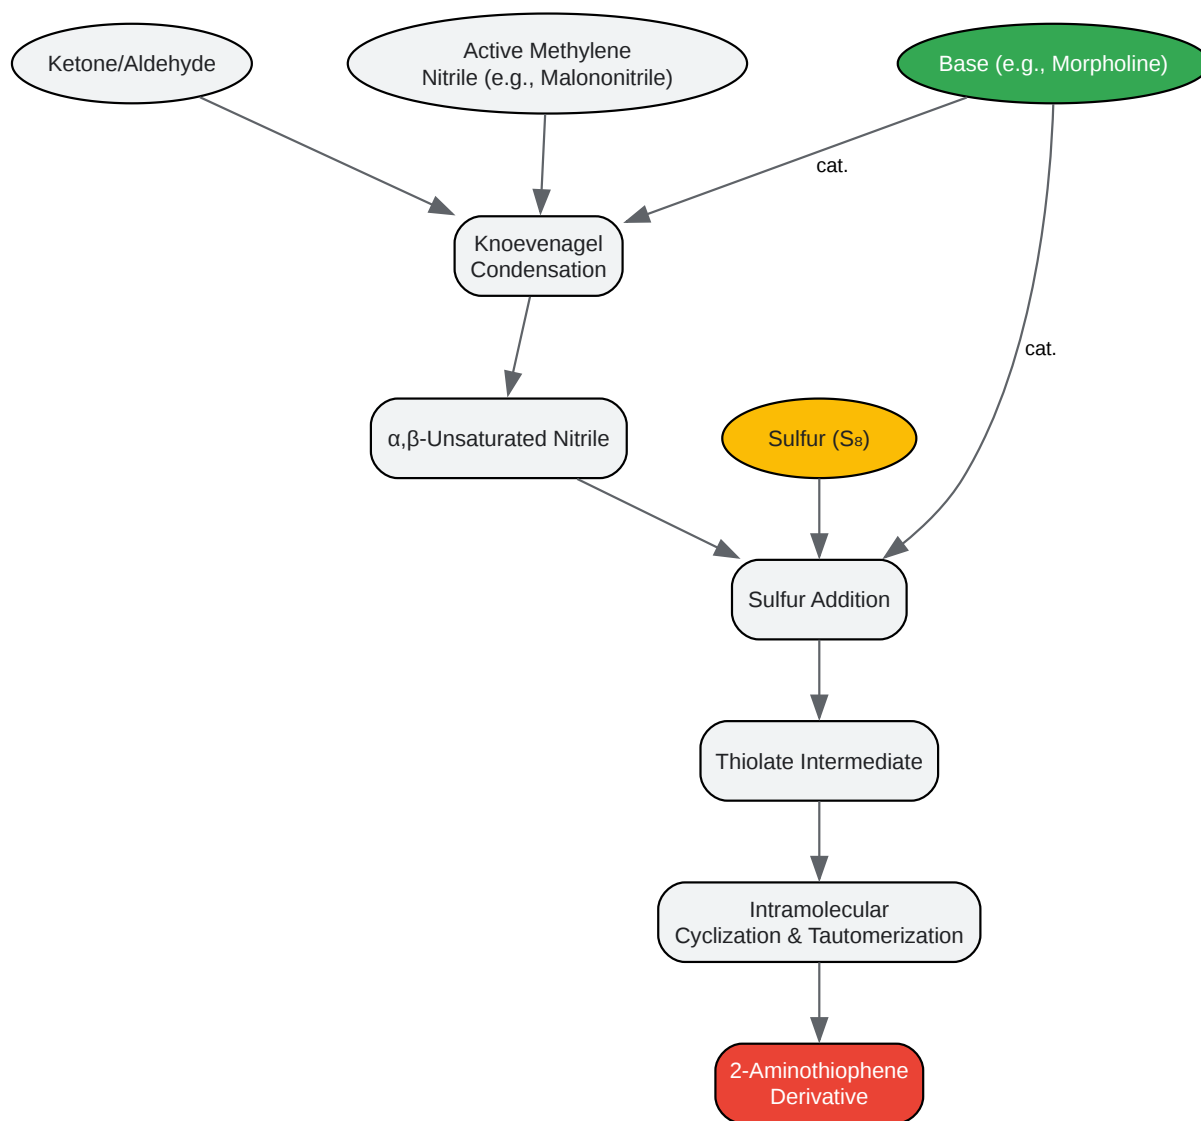 Ketone/Aldehyde
Active Methylene
Nitrile (e.g., Malononitrile)
Base (e.g., Morpholine)
cat.
Knoevenagel
Condensation
cat.
α,β-Unsaturated Nitrile
Sulfur (S₈)
Sulfur Addition
Thiolate Intermediate
Intramolecular
Cyclization & Tautomerization
2-Aminothiophene
Derivative